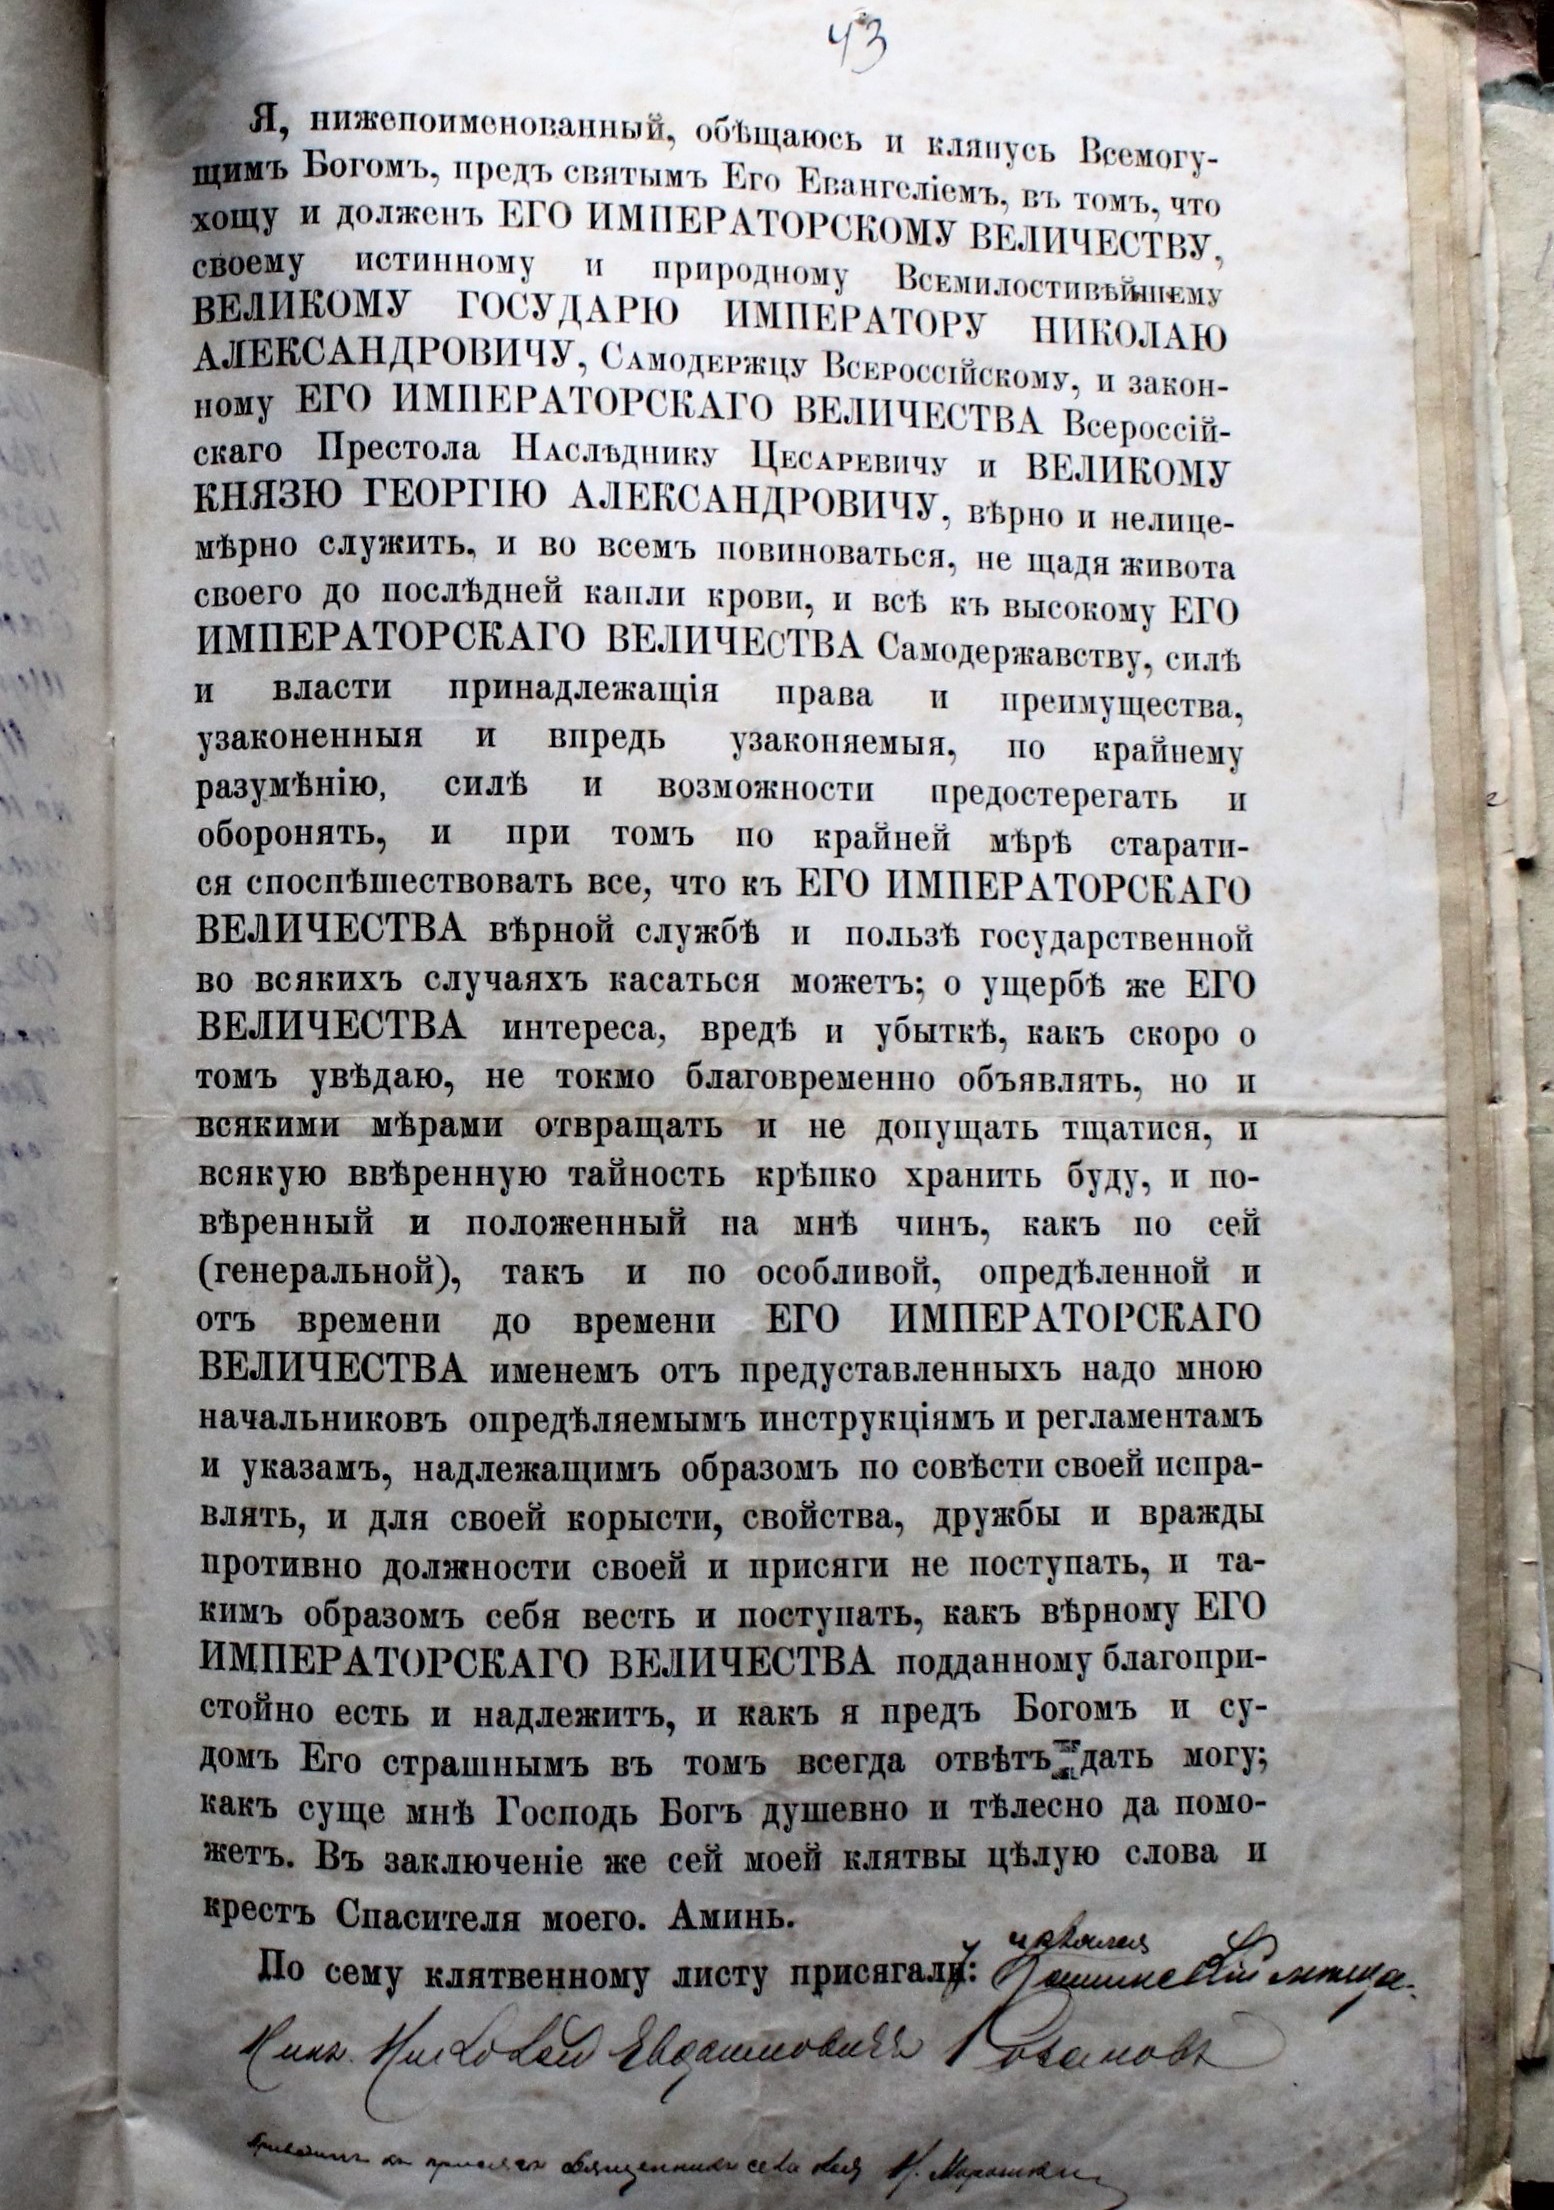 43
Я, нижепоименованный, обѣщаюсь и клянусь Всемогу-
щимъ Богомъ, предъ святымъ Его Евангеліемъ, въ томъ, что
хощу и долженъ ЕГО ИМПЕРАТОРСКОМУ ВЕЛИЧЕСТВУ,
своему истинному и природному Всемилостивѣйшему
ВЕЛИКОМУ ГОСУДАРЮ ИМПЕРАТОРУ НИКОЛАЮ
АЛЕКСАНДРОВИЧУ, Самодержцу Всероссійскому, и закон-
ному ЕГО ИМПЕРАТОРСКАГО ВЕЛИЧЕСТВА Всероссій-
скаго Престола Наслѣднику Цесаревичу и ВЕЛИКОМУ
КНЯЗЮ ГЕОРГІЮ АЛЕКСАНДРОВИЧУ, вѣрно и нелице-
мѣрно служить, и во всемъ повиноваться, не щадя живота
своего до послѣдней капли крови, и всѣ къ высокому ЕГО
ИМПЕРАТОРСКАГО ВЕЛИЧЕСТВА Самодержавству, силѣ
и власти принадлежащія права и преимущества,
узаконенныя и впредь узаконяемыя, по крайнему
разумѣнію, силѣ и возможности предостерегать и
оборонять, и при томъ по крайней мѣрѣ старати-
ся споспѣшествовать все, что къ ЕГО ИМПЕРАТОРСКАГО
ВЕЛИЧЕСТВА вѣрной службѣ и пользѣ государственной
во всякихъ случаяхъ касаться можетъ; о ущербѣ же ЕГО
ВЕЛИЧЕСТВА интереса, вредѣ и убыткѣ, какъ скоро о
томъ увѣдаю, не токмо благовременно объявлять, но и
всякими мѣрами отвращать и не допущать тщатися, и
всякую ввѣренную тайность крѣпко хранить буду, и по-
вѣренный и положенный на мнѣ чинъ, какъ по сей
(генеральной), такъ и по особливой, опредѣленной и
отъ времени до времени ЕГО ИМПЕРАТОРСКАГО
ВЕЛИЧЕСТВА именемъ отъ предуставленныхъ надо мною
начальниковъ опредѣляемымъ инструкціямъ и регламентамъ
и указамъ, надлежащимъ образомъ по совѣсти своей испра-
влять, и для своей корысти, свойства, дружбы и вражды
противно должности своей и присяги не поступать, и та-
кимъ образомъ себя весть и поступать, какъ вѣрному ЕГО
ИМПЕРАТОРСКАГО ВЕЛИЧЕСТВА подданному благопри-
стойно есть и надлежитъ, и какъ я предъ Богомъ и су-
домъ Его страшнымъ въ томъ всегда отвѣтъ дать могу;
какъ суще мнѣ Господь Богъ душевно и тѣлесно да помо-
жетъ. Въ заключеніе же сей моей клятвы цѣлую слова и
крестъ Спасителя моего. Аминь.
По сему клятвенному листу присягалъ:
Николай Евдокимовичъ Розановъ
къ присягѣ священникъ села